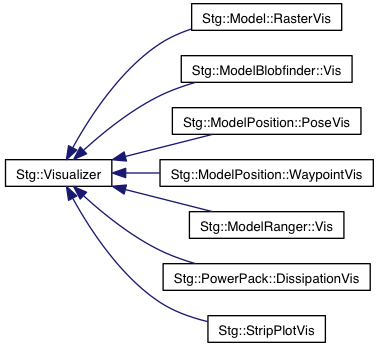 Stg::Model::RasterVis
Stg::ModelBlobfinder::Vis
Stg::ModelPosition::PoseVis
Stg::Visualizer
Stg::ModelPosition::WaypointVis
Stg::ModelRanger::Vis
Stg::PowerPack::DissipationVis
Stg::StripPlotVis